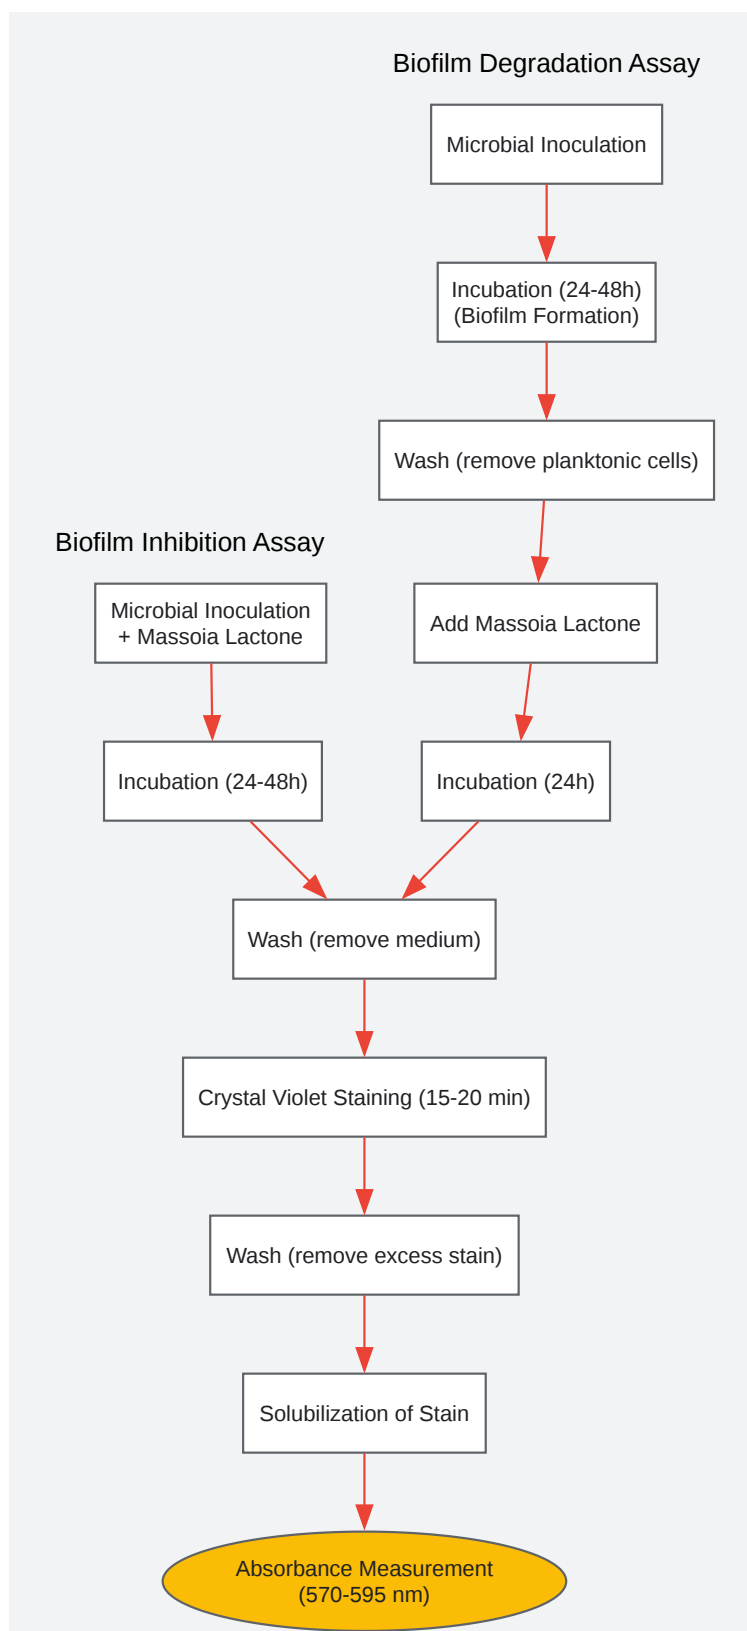 Biofilm Degradation Assay
Microbial Inoculation
Incubation (24-48h)
(Biofilm Formation)
Wash (remove planktonic cells)
Biofilm Inhibition Assay
Microbial Inoculation
+ Massoia Lactone
Add Massoia Lactone
Incubation (24-48h)
Incubation (24h)
Wash (remove medium)
Crystal Violet Staining (15-20 min)
Wash (remove excess stain)
Solubilization of Stain
Absorbance Measurement
(570-595 nm)